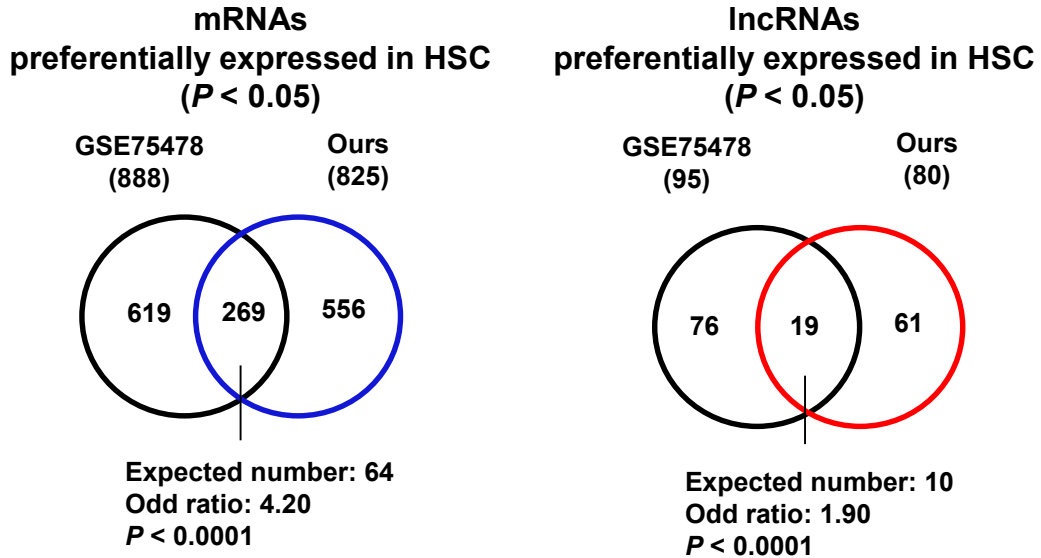 mRNAs
preferentially expressed in HSC
(P < 0.05)
GSE75478
(888)
Ours
(825)
619
269
556
Expected number: 64
Odd ratio: 4.20
P < 0.0001
lncRNAs
preferentially expressed in HSC
(P < 0.05)
GSE75478
(95)
Ours
(80)
76
19
61
Expected number: 10
Odd ratio: 1.90
P < 0.0001